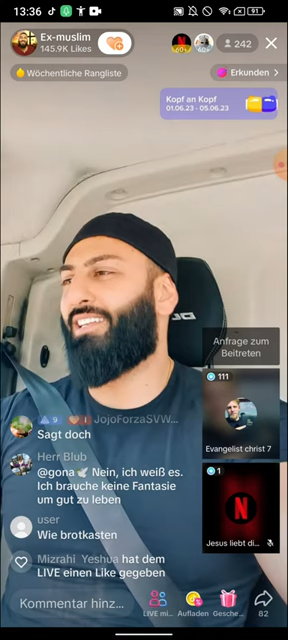 13:36
91
Ex-muslim
145.9K Likes
60+
242
Wöchentliche Rangliste
Erkunden >
Kopf an Kopf
01.06.23 - 05.06.23
Anfrage zum
Beitreten
111
Evangelist christ 7
1
Jesus liebt di...
9 1 JojoForzaSVW...
Sagt doch
Herr Blub
@gona 🕊 Nein, ich weiß es.
Ich brauche keine Fantasie
um gut zu leben
user
Wie brotkasten
Mizrahi Yeshua hat dem
LIVE einen Like gegeben
Kommentar hinz...
LIVE mi...
Aufladen
Gesche...
82